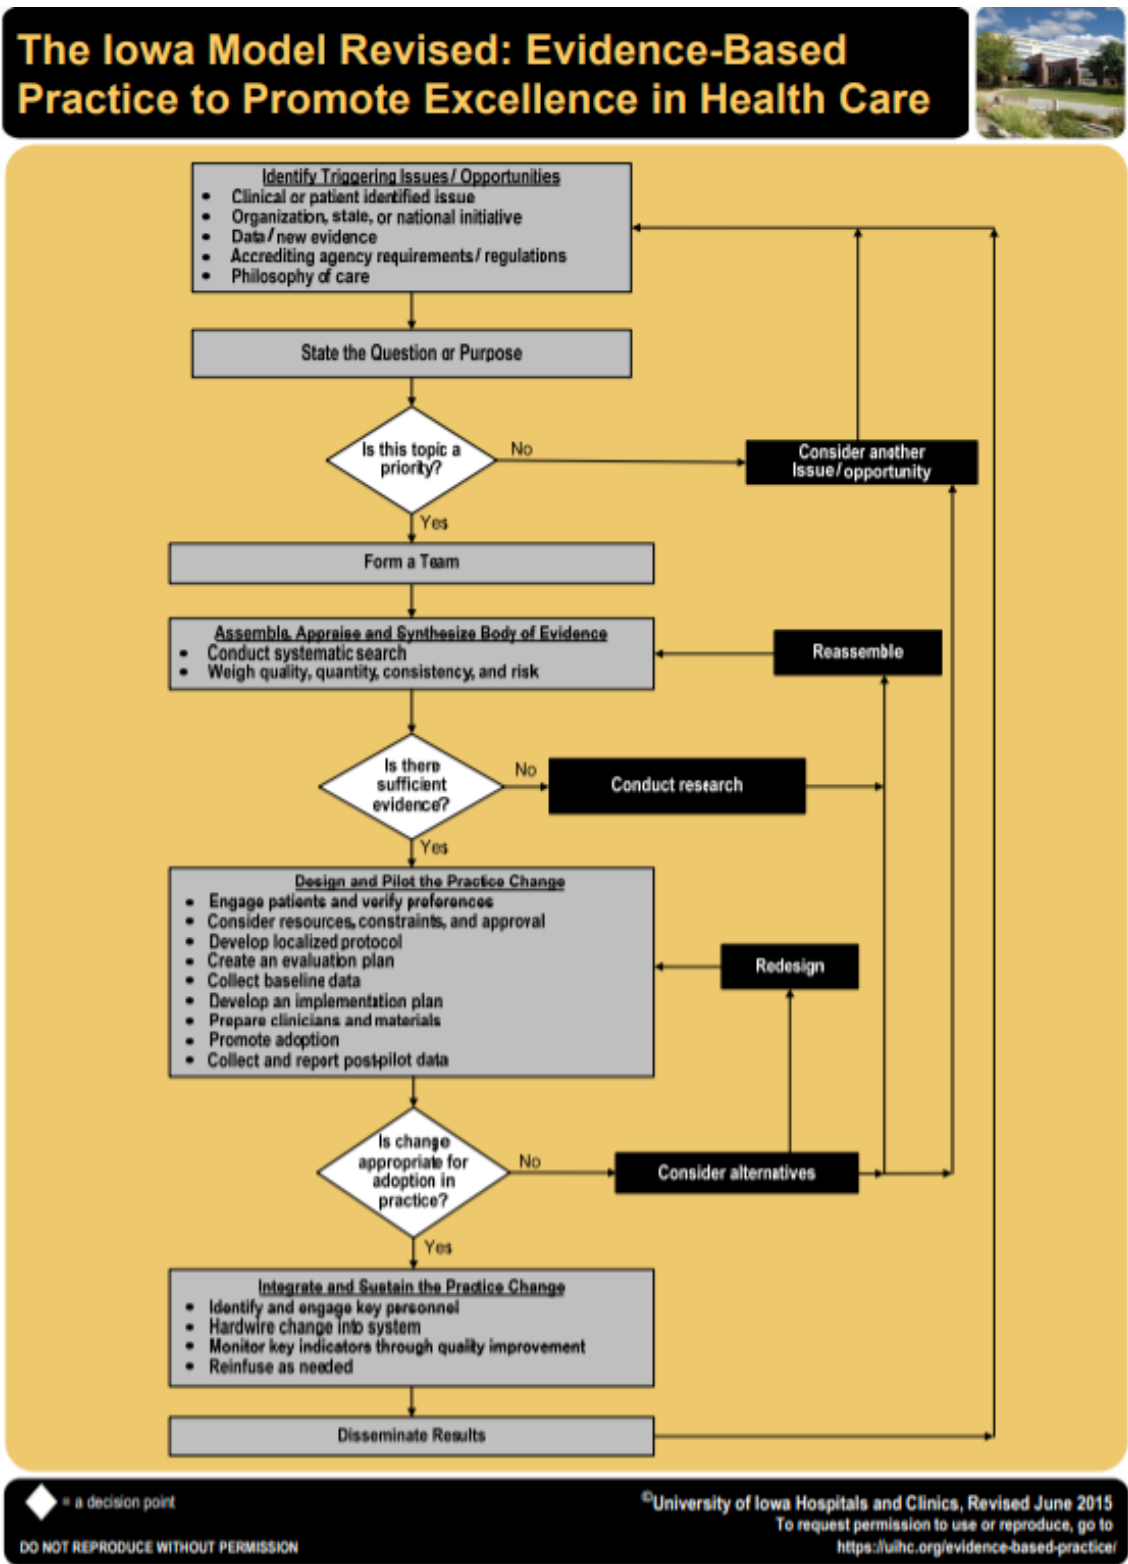 The Iowa Model Revised: Evidence-Based
Practice to Promote Excellence in Health Care
Identify Triggering Issues / Opportunities
• Clinical or patient identified issue
• Organization, state, or national initiative
• Data / new evidence
• Accrediting agency requirements / regulations
• Philosophy of care
State the Question or Purpose
Is this topic a
priority?
No
Consider another
Issue / opportunity
Yes
Form a Team
Assemble, Appraise and Synthesize Body of Evidence
• Conduct systematic search
• Weigh quality, quantity, consistency, and risk
Reassemble
Is there
sufficient
evidence?
No
Conduct research
Yes
Design and Pilot the Practice Change
• Engage patients and verify preferences
• Consider resources, constraints, and approval
• Develop localized protocol
• Create an evaluation plan
• Collect baseline data
• Develop an implementation plan
• Prepare clinicians and materials
• Promote adoption
• Collect and report post-pilot data
Redesign
Is change
appropriate for
adoption in
practice?
No
Consider alternatives
Yes
Integrate and Sustain the Practice Change
• Identify and engage key personnel
• Hardwire change into system
• Monitor key indicators through quality improvement
• Reinfuse as needed
Disseminate Results
= a decision point
DO NOT REPRODUCE WITHOUT PERMISSION
©University of Iowa Hospitals and Clinics, Revised June 2015
To request permission to use or reproduce, go to
https://uihc.org/evidence-based-practice/